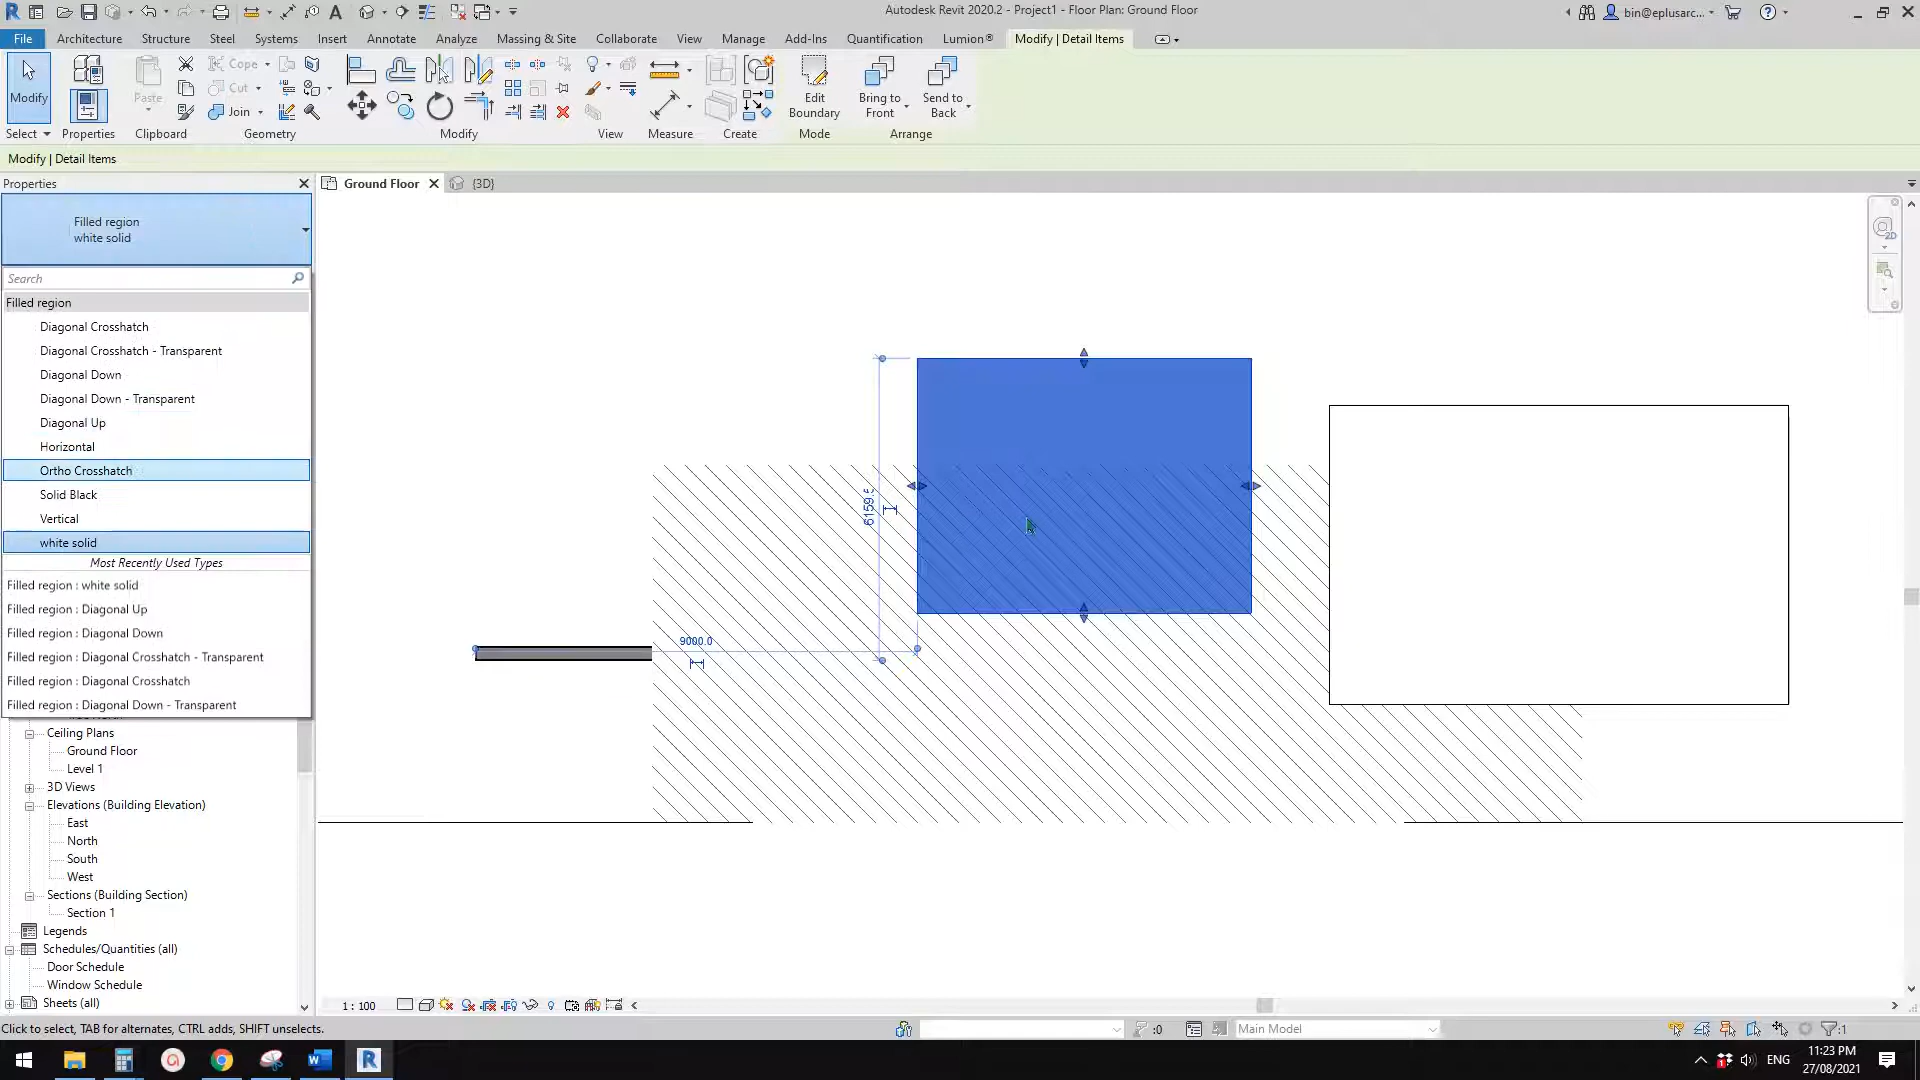 Autodesk Revit 2020.2 - Project1 - Floor Plan: Ground Floor
bin@eplusarc...
File Architecture Structure Steel Systems Insert Annotate Analyze Massing & Site Collaborate View Manage Add-Ins Quantification Lumion® Modify | Detail Items
Modify
Paste
Cope
Cut
Join
Edit Boundary
Bring to Front
Send to Back
Select Properties Clipboard Geometry Modify View Measure Create Mode Arrange
Modify | Detail Items
Properties
Ground Floor
{3D}
Filled region
white solid
Search
Filled region
Diagonal Crosshatch
Diagonal Crosshatch - Transparent
Diagonal Down
Diagonal Down - Transparent
Diagonal Up
Horizontal
Ortho Crosshatch
Solid Black
Vertical
white solid
Most Recently Used Types
Filled region : white solid
Filled region : Diagonal Up
Filled region : Diagonal Down
Filled region : Diagonal Crosshatch - Transparent
Filled region : Diagonal Crosshatch
Filled region : Diagonal Down - Transparent
Ceiling Plans
Ground Floor
Level 1
3D Views
Elevations (Building Elevation)
East
North
South
West
Sections (Building Section)
Section 1
Legends
Schedules/Quantities (all)
Door Schedule
Window Schedule
Sheets (all)
9000.0
2D
1 : 100
Click to select, TAB for alternates, CTRL adds, SHIFT unselects.
:0
Main Model
:1
ENG
11:23 PM
27/08/2021